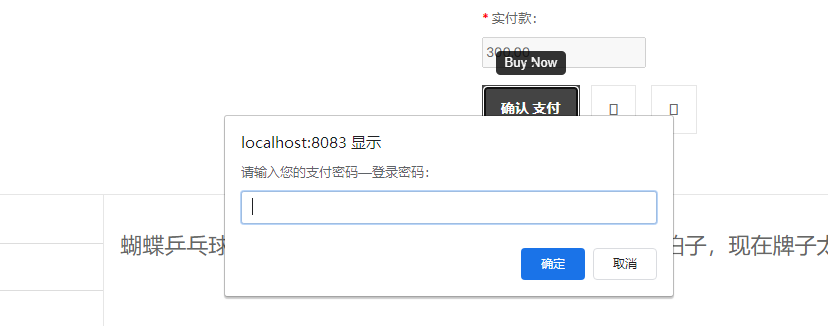 * 实付款：
300.00
Buy Now
确认 支付
localhost:8083 显示
请输入您的支付密码—登录密码：
确定
取消
蝴蝶乒乓球
拍子，现在牌子太